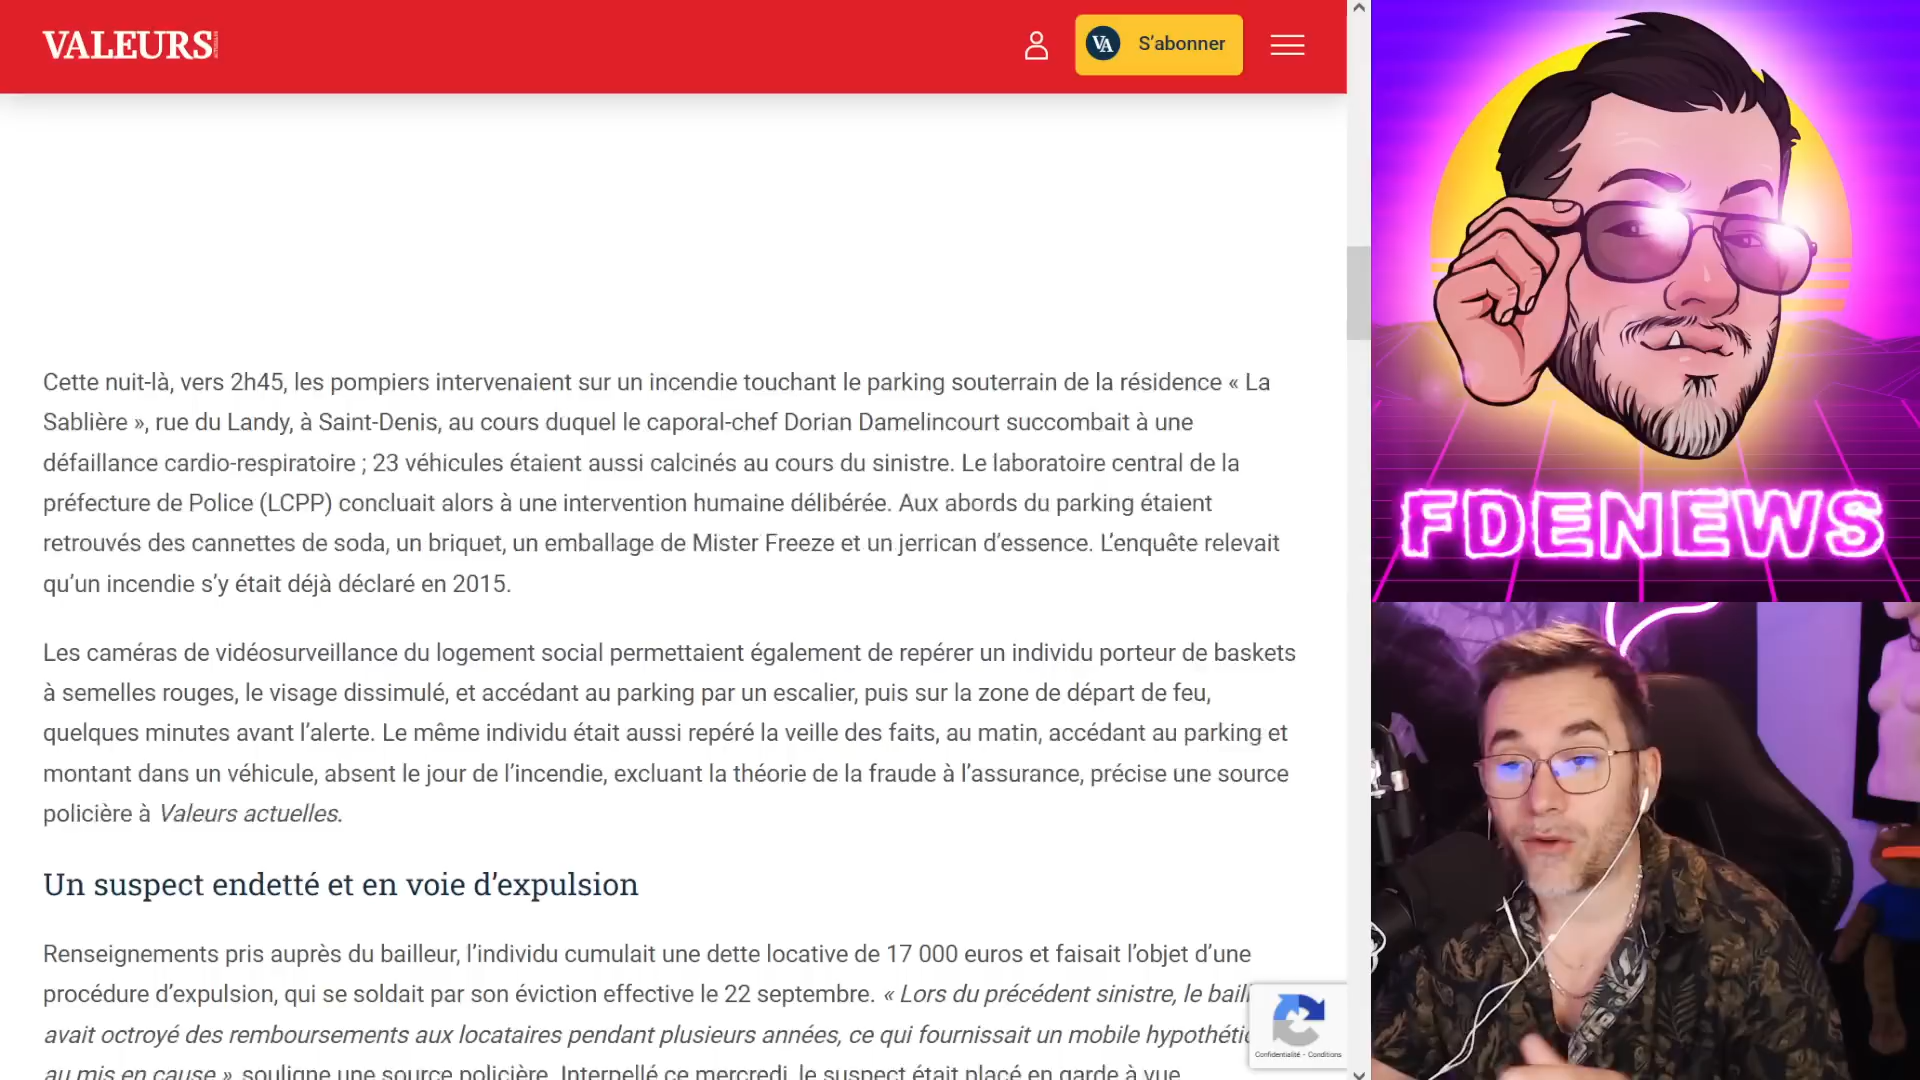 VALEURS
VA
S’abonner
Cette nuit-là, vers 2h45, les pompiers intervenaient sur un incendie touchant le parking souterrain de la résidence « La
Sablière », rue du Landy, à Saint-Denis, au cours duquel le caporal-chef Dorian Damelincourt succombait à une
défaillance cardio-respiratoire ; 23 véhicules étaient aussi calcinés au cours du sinistre. Le laboratoire central de la
préfecture de Police (LCPP) concluait alors à une intervention humaine délibérée. Aux abords du parking étaient
retrouvés des cannettes de soda, un briquet, un emballage de Mister Freeze et un jerrican d’essence. L’enquête relevait
qu’un incendie s’y était déjà déclaré en 2015.
Les caméras de vidéosurveillance du logement social permettaient également de repérer un individu porteur de baskets
à semelles rouges, le visage dissimulé, et accédant au parking par un escalier, puis sur la zone de départ de feu,
quelques minutes avant l’alerte. Le même individu était aussi repéré la veille des faits, au matin, accédant au parking et
montant dans un véhicule, absent le jour de l’incendie, excluant la théorie de la fraude à l’assurance, précise une source
policière à Valeurs actuelles.
Un suspect endetté et en voie d’expulsion
Renseignements pris auprès du bailleur, l’individu cumulait une dette locative de 17 000 euros et faisait l’objet d’une
procédure d’expulsion, qui se soldait par son éviction effective le 22 septembre. « Lors du précédent sinistre, le baill
avait octroyé des remboursements aux locataires pendant plusieurs années, ce qui fournissait un mobile hypothétic
au mis en cause », souligne une source policière. Interpellé ce mercredi, le suspect était placé en garde à vue
Confidentialité - Conditions
FDENEWS